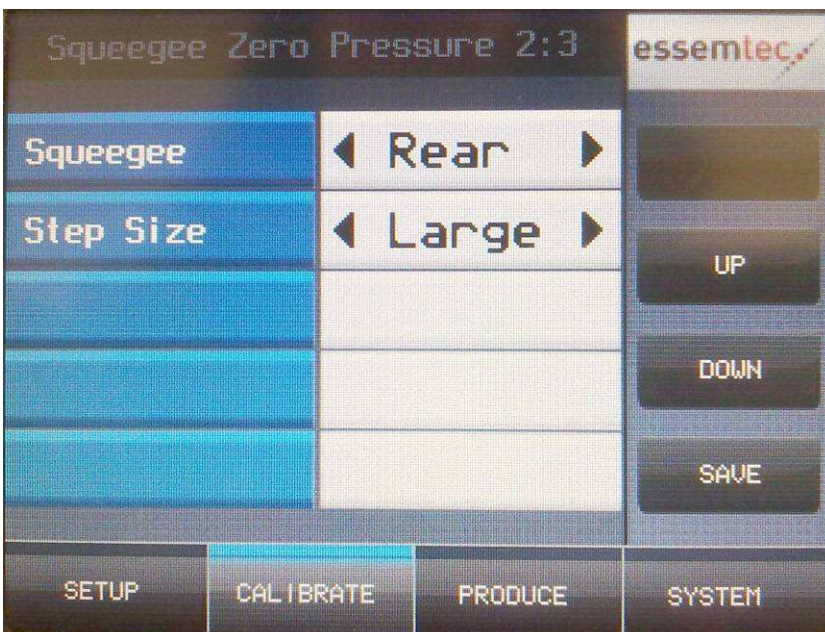 Squeegee Zero Pressure 2:3
essemtec
Squeegee
Rear
Step Size
Large
UP
DOWN
SAVE
SETUP
CALIBRATE
PRODUCE
SYSTEM